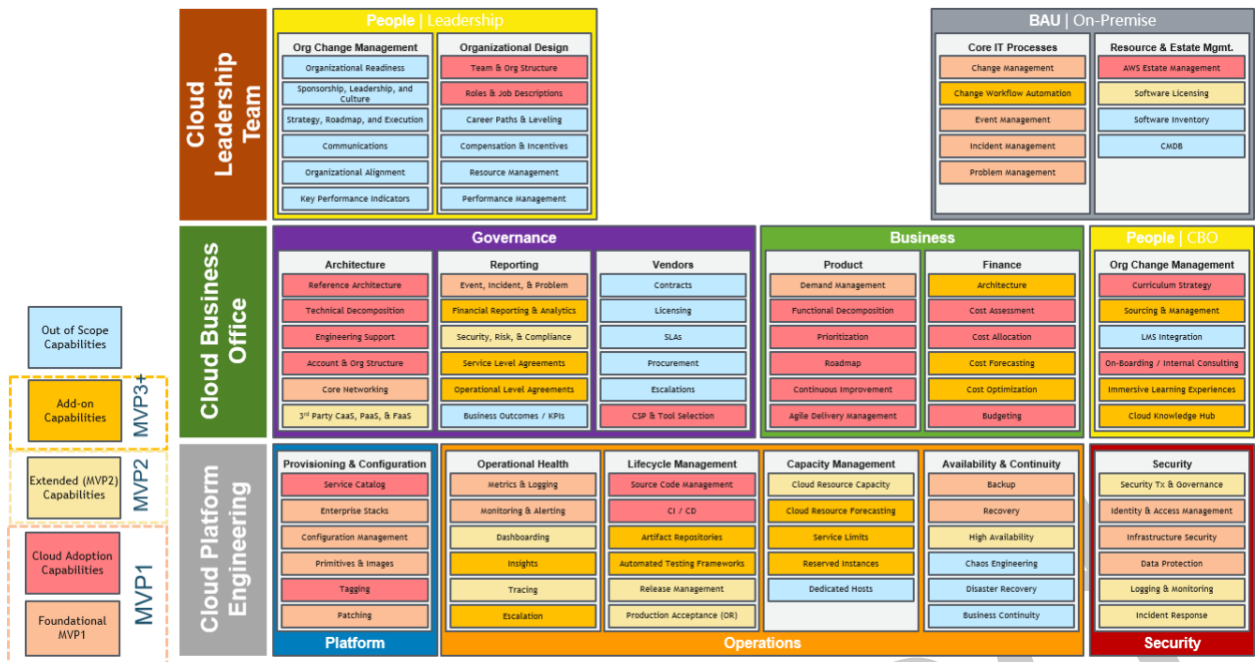 People | Leadership
Org Change Management
Organizational Readiness
Sponsorship, Leadership, and
Culture
Strategy, Roadmap, and Execution
Communications
Organizational Alignment
Key Performance Indicators
Organizational Design
Team & Org Structure
Roles & Job Descriptions
Career Paths & Leveling
Compensation & Incentives
Resource Management
Performance Management
BAU | On-Premise
Core IT Processes
Change Management
Change Workflow Automation
Event Management
Incident Management
Problem Management
Resource & Estate Mgmt.
AWS Estate Management
Software Licensing
Software Inventory
CMDB
Cloud
Leadership
Team
Cloud Business
Office
Governance
Architecture
Reference Architecture
Technical Decomposition
Engineering Support
Account & Org Structure
Core Networking
3rd Party CaaS, PaaS, & FaaS
Reporting
Event, Incident, & Problem
Financial Reporting & Analytics
Security, Risk, & Compliance
Service Level Agreements
Operational Level Agreements
Business Outcomes / KPIs
Vendors
Contracts
Licensing
SLAs
Procurement
Escalations
CSP & Tool Selection
Business
Product
Demand Management
Functional Decomposition
Prioritization
Roadmap
Continuous Improvement
Agile Delivery Management
Finance
Architecture
Cost Assessment
Cost Allocation
Cost Forecasting
Cost Optimization
Budgeting
People | CBO
Org Change Management
Curriculum Strategy
Sourcing & Management
LMS Integration
On-Boarding / Internal Consulting
Immersive Learning Experiences
Cloud Knowledge Hub
Cloud Platform
Engineering
Provisioning & Configuration
Service Catalog
Enterprise Stacks
Configuration Management
Primitives & Images
Tagging
Patching
Platform
Operational Health
Metrics & Logging
Monitoring & Alerting
Dashboarding
Insights
Tracing
Escalation
Lifecycle Management
Source Code Management
CI / CD
Artifact Repositories
Automated Testing Frameworks
Release Management
Production Acceptance (OR)
Capacity Management
Cloud Resource Capacity
Cloud Resource Forecasting
Service Limits
Reserved Instances
Dedicated Hosts
Availability & Continuity
Backup
Recovery
High Availability
Chaos Engineering
Disaster Recovery
Business Continuity
Operations
Security
Security Tx & Governance
Identity & Access Management
Infrastructure Security
Data Protection
Logging & Monitoring
Incident Response
Security
Out of Scope
Capabilities
Add-on
Capabilities
MVP3+
Extended (MVP2)
Capabilities
MVP2
Cloud Adoption
Capabilities
Foundational
MVP1
MVP1